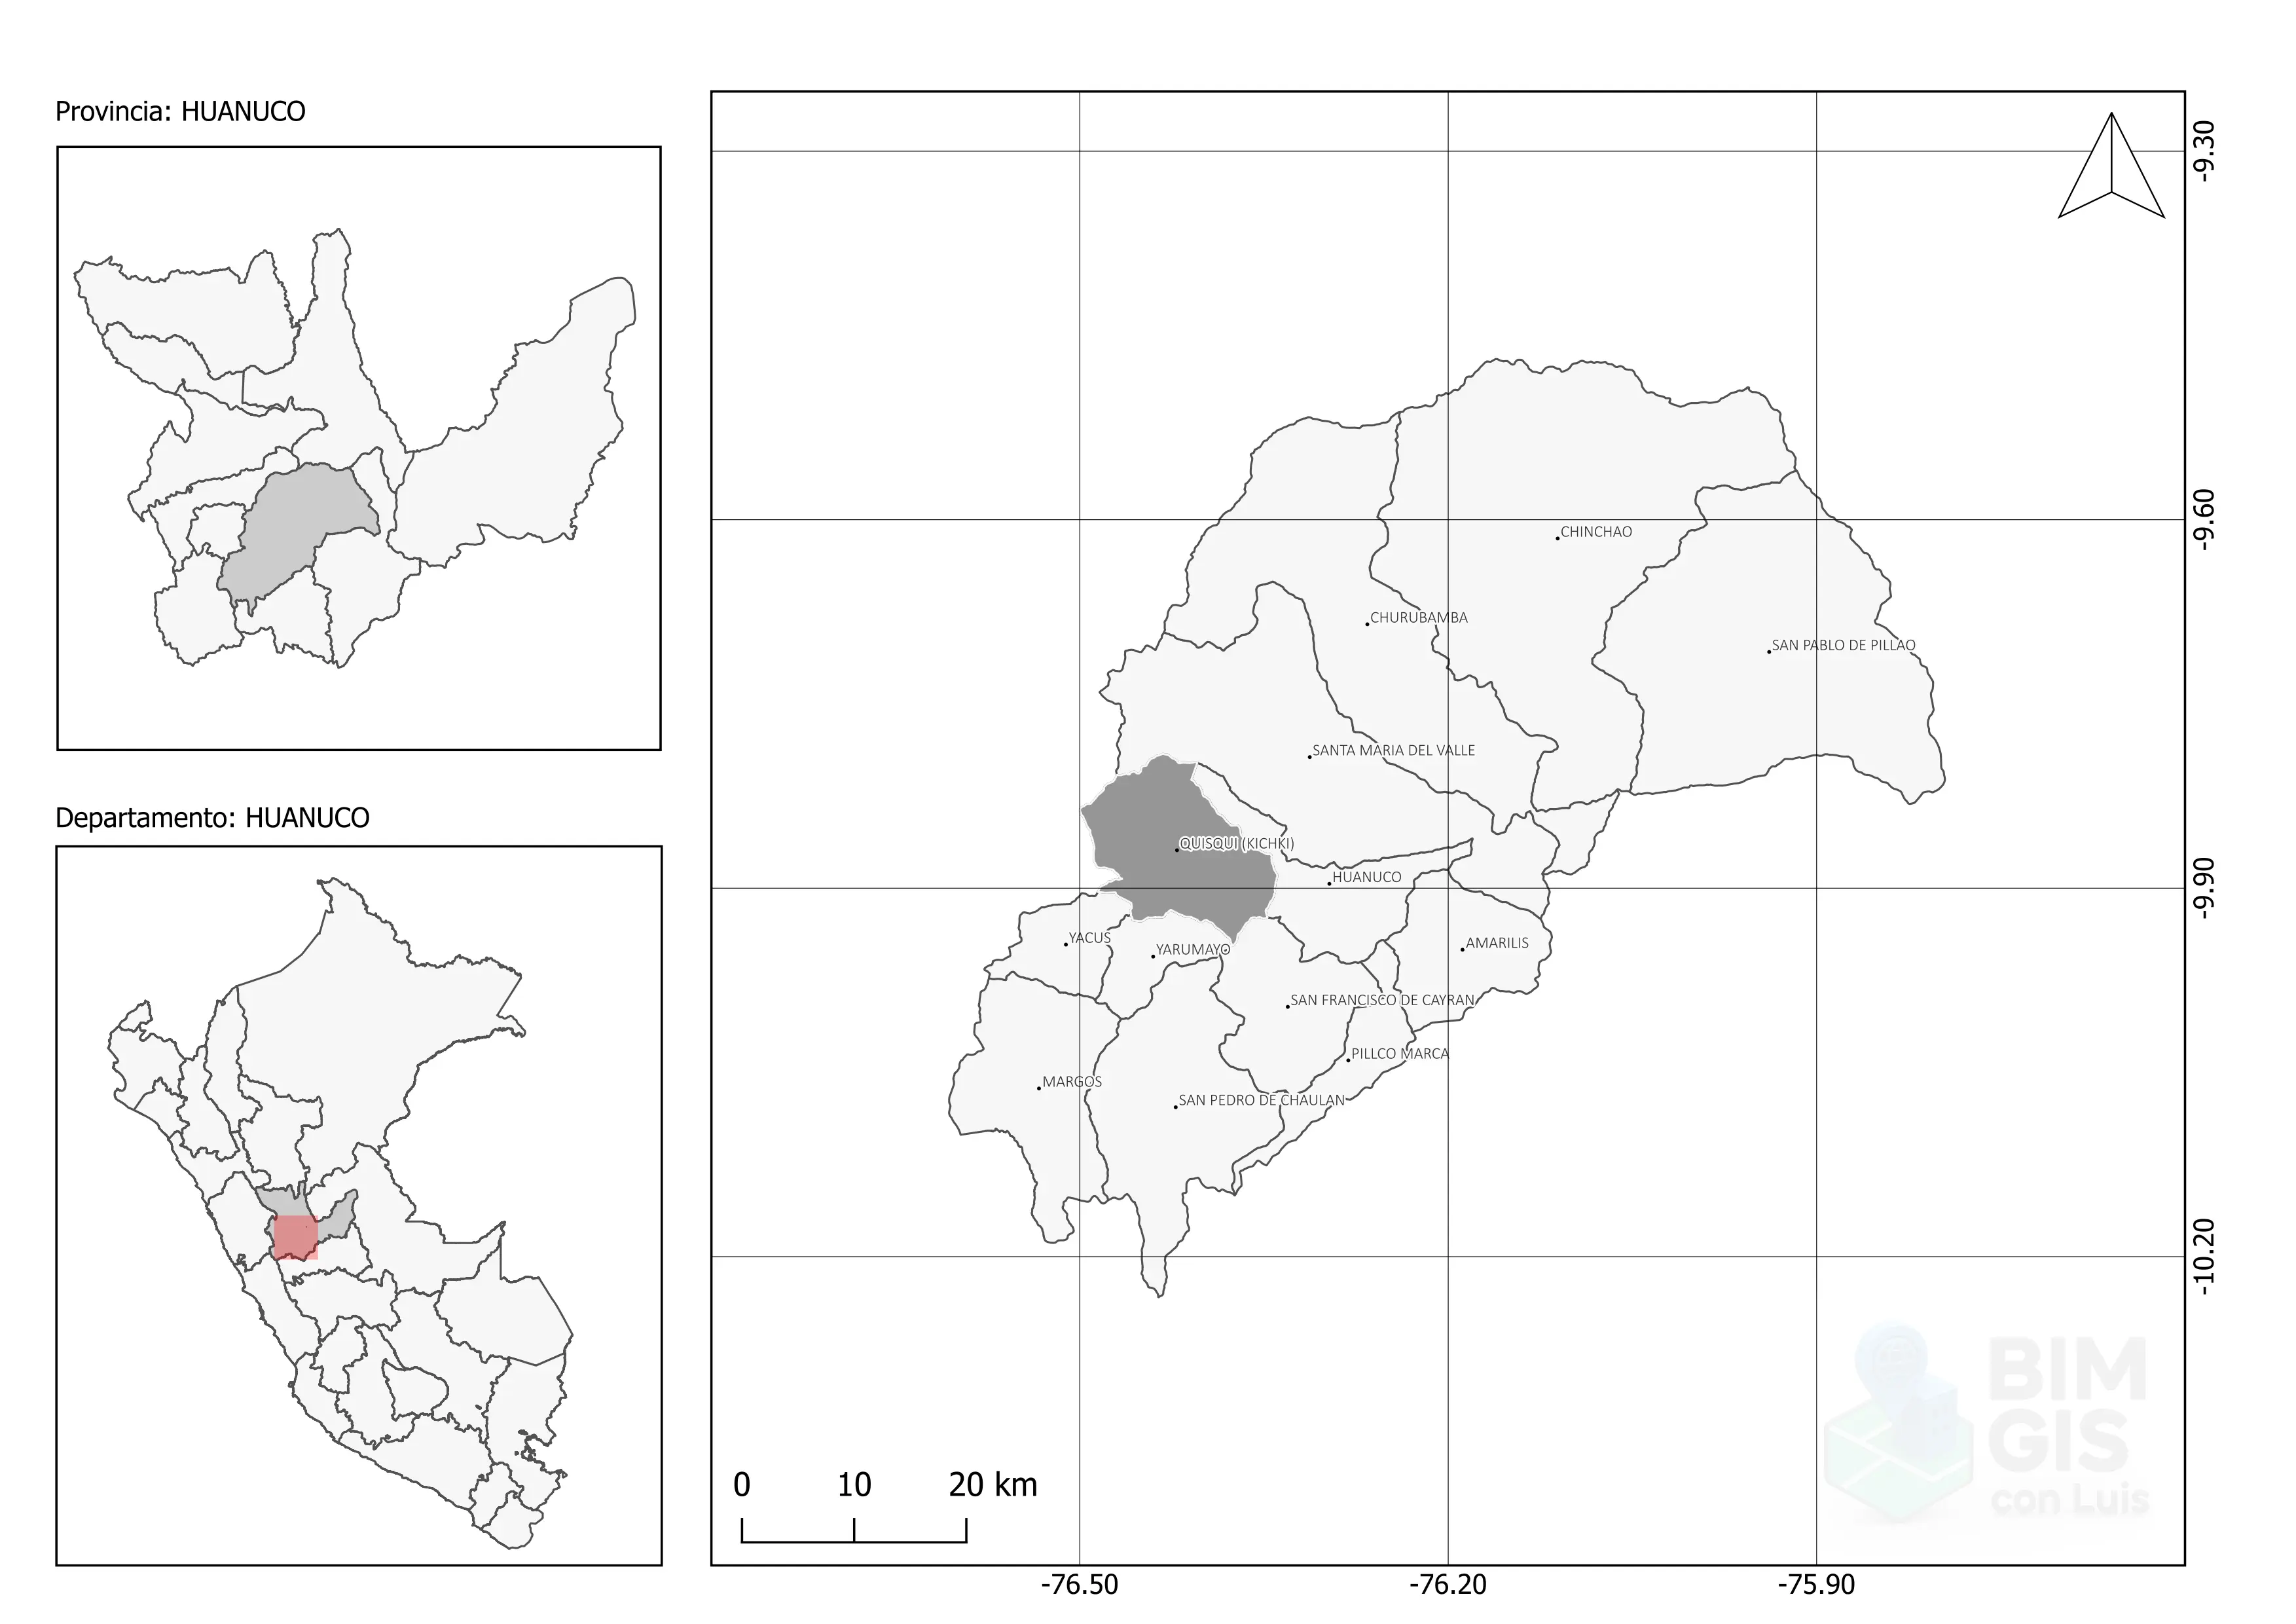 Provincia: HUANUCO
Departamento: HUANUCO
-9.30
-9.60
-9.90
-10.20
CHINCHAO
CHURUBAMBA
SAN PABLO DE PILLAO
SANTA MARIA DEL VALLE
QUISQUI (KICHKI)
HUANUCO
YACUS
YARUMAYO
AMARILIS
SAN FRANCISCO DE CAYRAN
PILLCO MARCA
MARGOS
SAN PEDRO DE CHAULAN
BIM
GIS
con Luis
0 10 20 km
-76.50 -76.20 -75.90